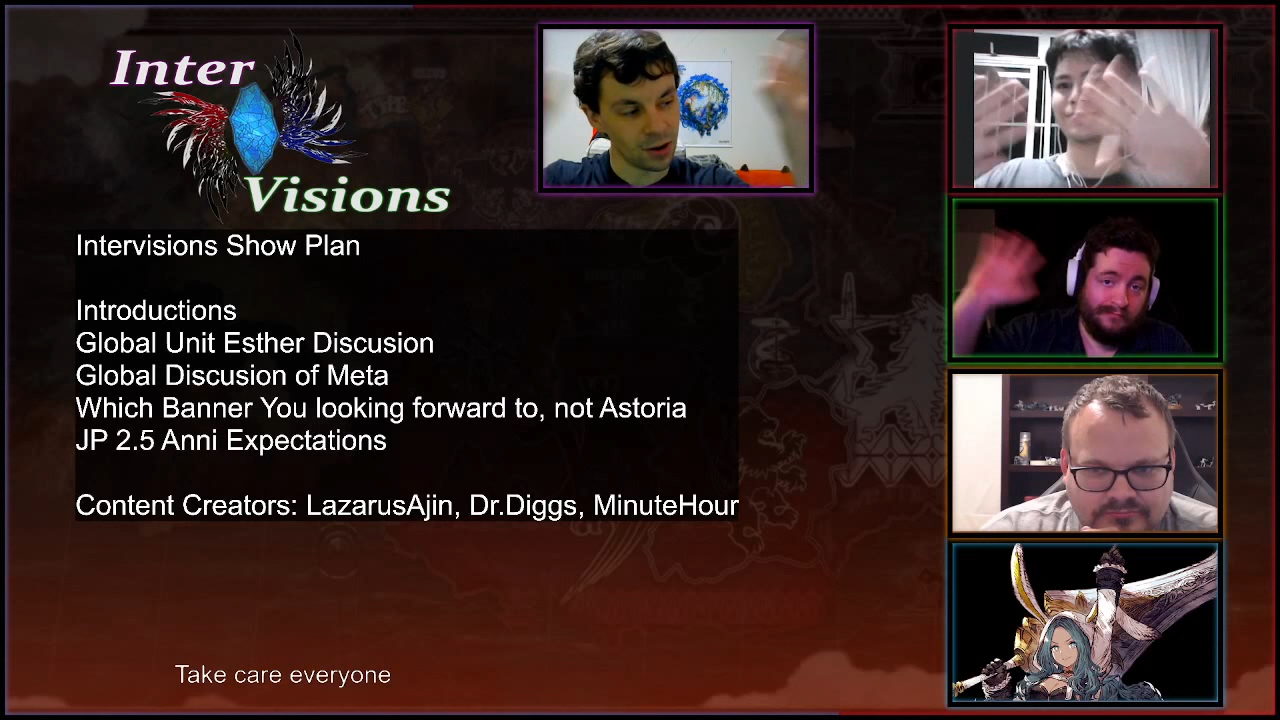 Inter
Visions
Intervisions Show Plan
Introductions
Global Unit Esther Discusion
Global Discusion of Meta
Which Banner You looking forward to, not Astoria
JP 2.5 Anni Expectations
Content Creators: LazarusAjin, Dr.Diggs, MinuteHour
Take care everyone